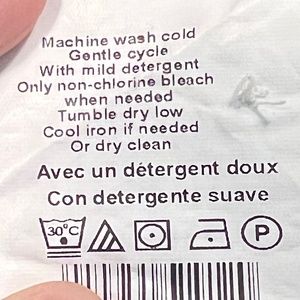 Machine wash cold
Gentle cycle
With mild detergent
Only non-chlorine bleach
when needed
Tumble dry low
Cool iron if needed
Or dry clean
Avec un détergent doux
Con detergente suave
30°C P